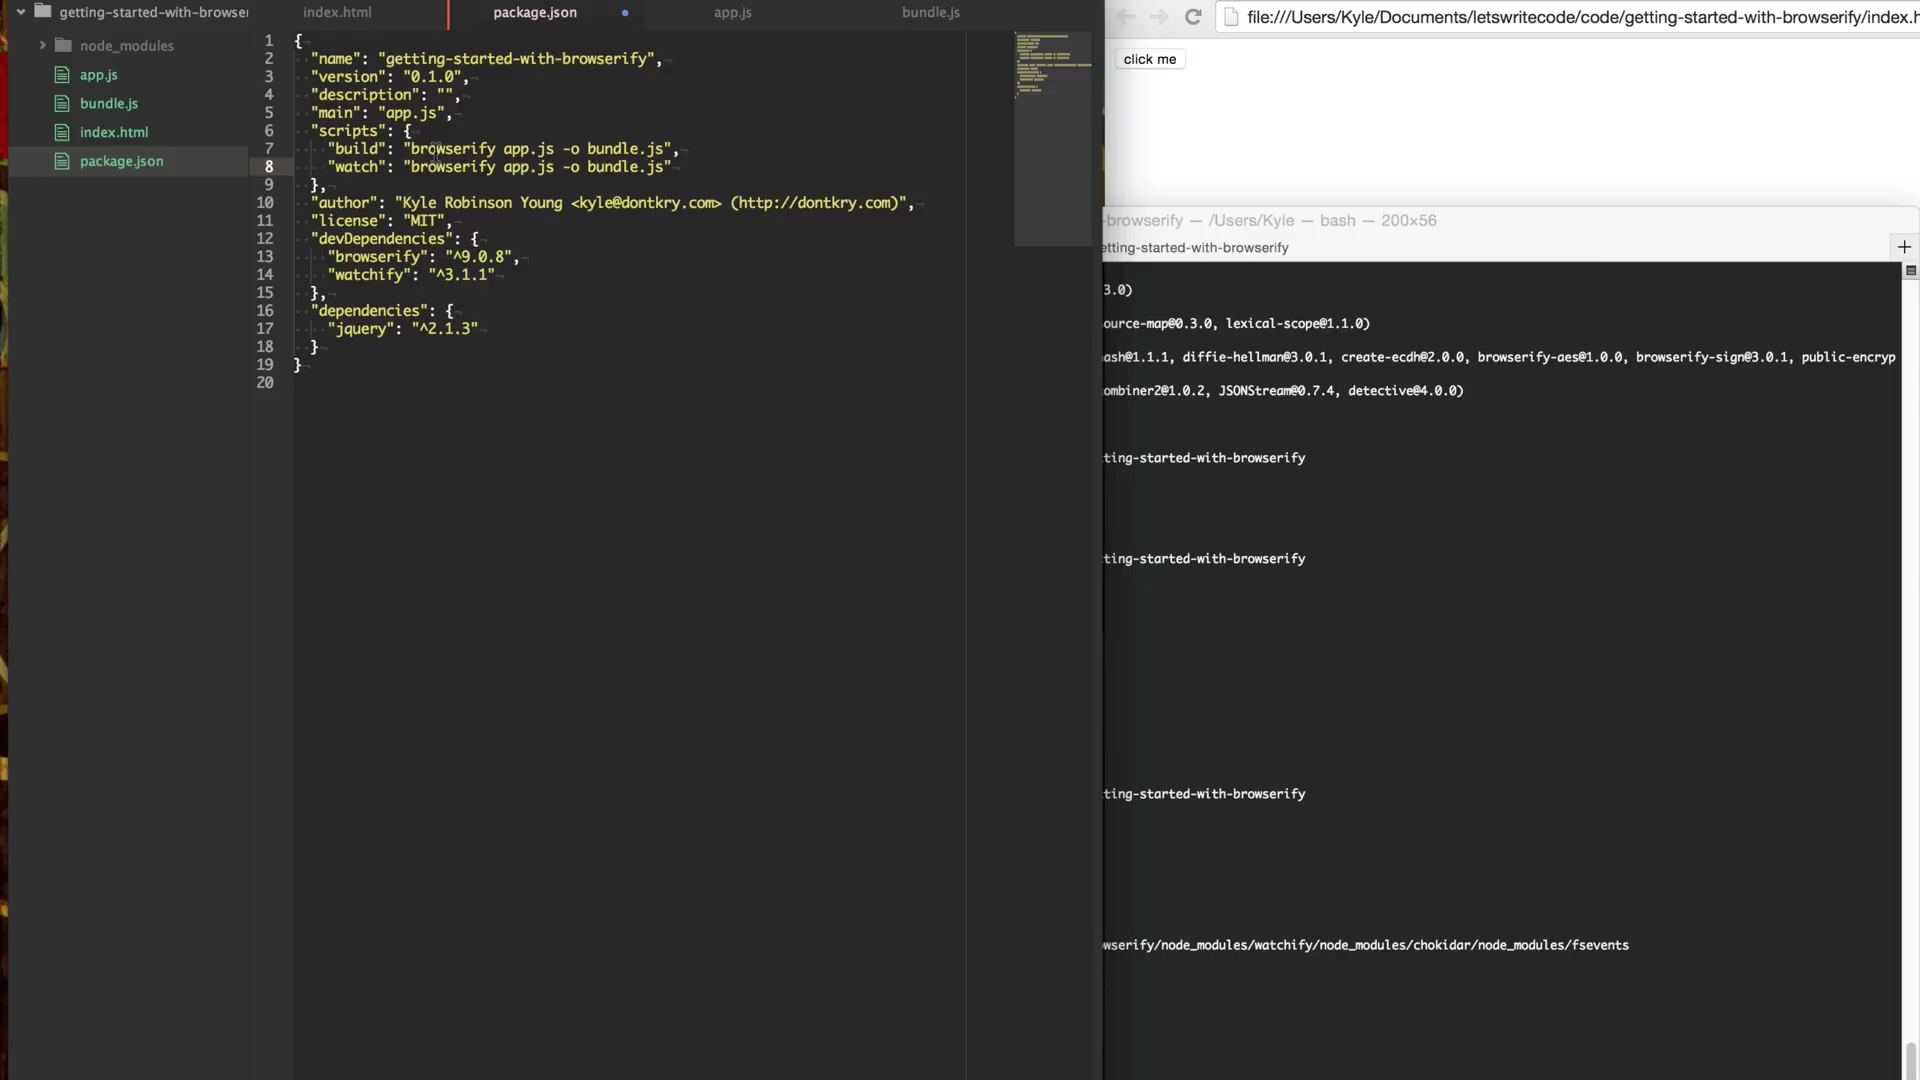 getting-started-with-browser
node_modules
app.js
bundle.js
index.html
package.json
index.html
package.json
app.js
bundle.js
1 {
2 "name": "getting-started-with-browserify",
3 "version": "0.1.0",
4 "description": "",
5 "main": "app.js",
6 "scripts": {
7 "build": "browserify app.js -o bundle.js",
8 "watch": "browserify app.js -o bundle.js"
9 },
10 "author": "Kyle Robinson Young <kyle@dontkry.com> (http://dontkry.com)",
11 "license": "MIT",
12 "devDependencies": {
13 "browserify": "^9.0.8",
14 "watchify": "^3.1.1"
15 },
16 "dependencies": {
17 "jquery": "^2.1.3"
18 }
19 }
20
file:///Users/Kyle/Documents/letswritecode/code/getting-started-with-browserify/index.h
click me
-browserify — /Users/Kyle — bash — 200×56
etting-started-with-browserify
3.0)
ource-map@0.3.0, lexical-scope@1.1.0)
ash@1.1.1, diffie-hellman@3.0.1, create-ecdh@2.0.0, browserify-aes@1.0.0, browserify-sign@3.0.1, public-encryp
ombiner2@1.0.2, JSONStream@0.7.4, detective@4.0.0)
ting-started-with-browserify
ting-started-with-browserify
ting-started-with-browserify
wserify/node_modules/watchify/node_modules/chokidar/node_modules/fsevents